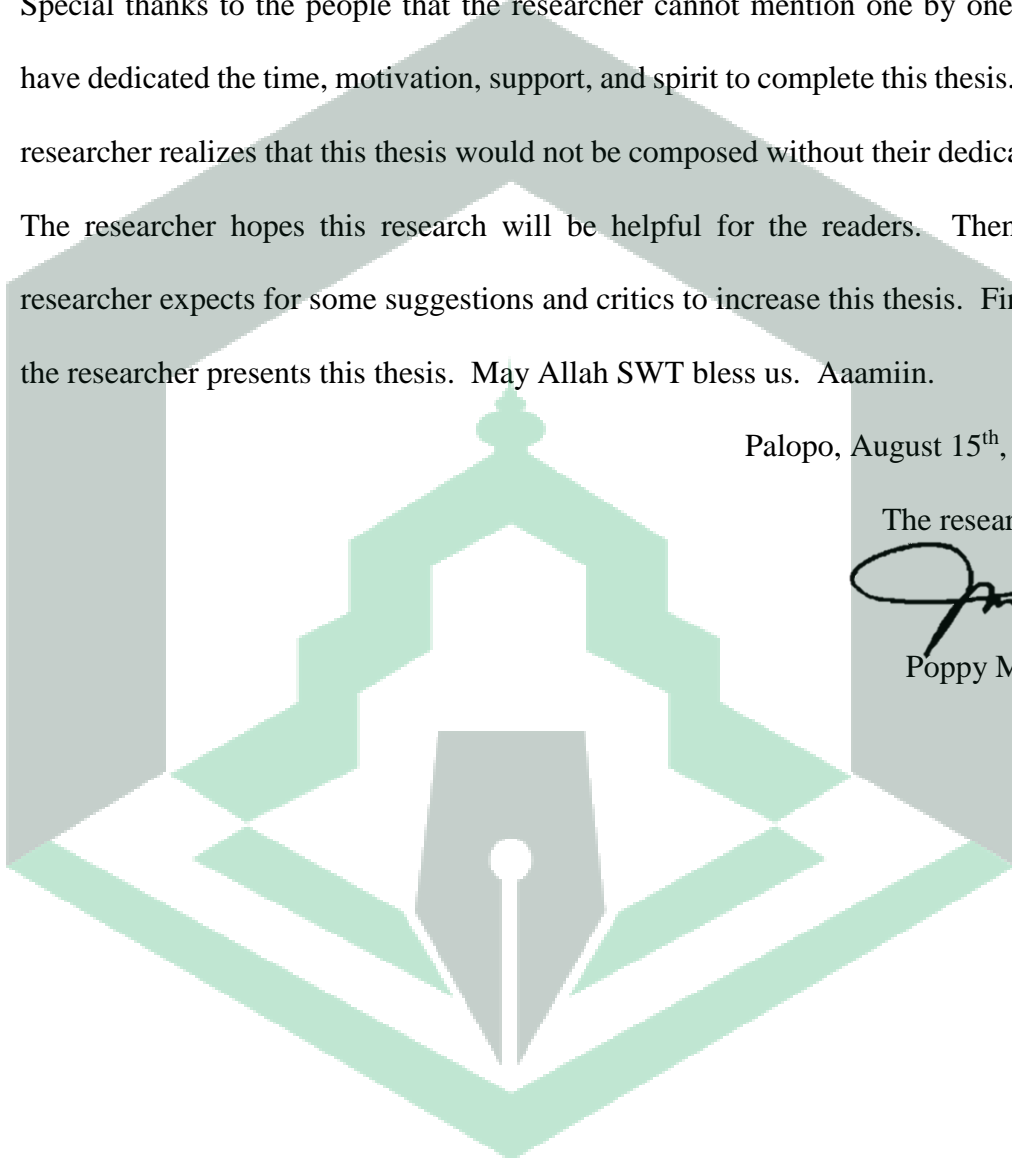 Special thanks to the people that the researcher cannot mention one by one
have dedicated the time, motivation, support, and spirit to complete this thesis.
researcher realizes that this thesis would not be composed without their
The researcher hopes this research will be helpful for the readers. 
researcher expects for some suggestions and critics to increase this thesis.
the researcher presents this thesis. May Allah SWT bless us. Aaamiin.
Palopo, August 15th,
The
Poppy